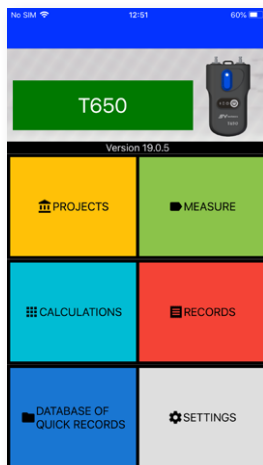 No SIM 12:51 60%
T650
Version 19.0.5
PROJECTS
MEASURE
CALCULATIONS
RECORDS
DATABASE OF
QUICK RECORDS
SETTINGS